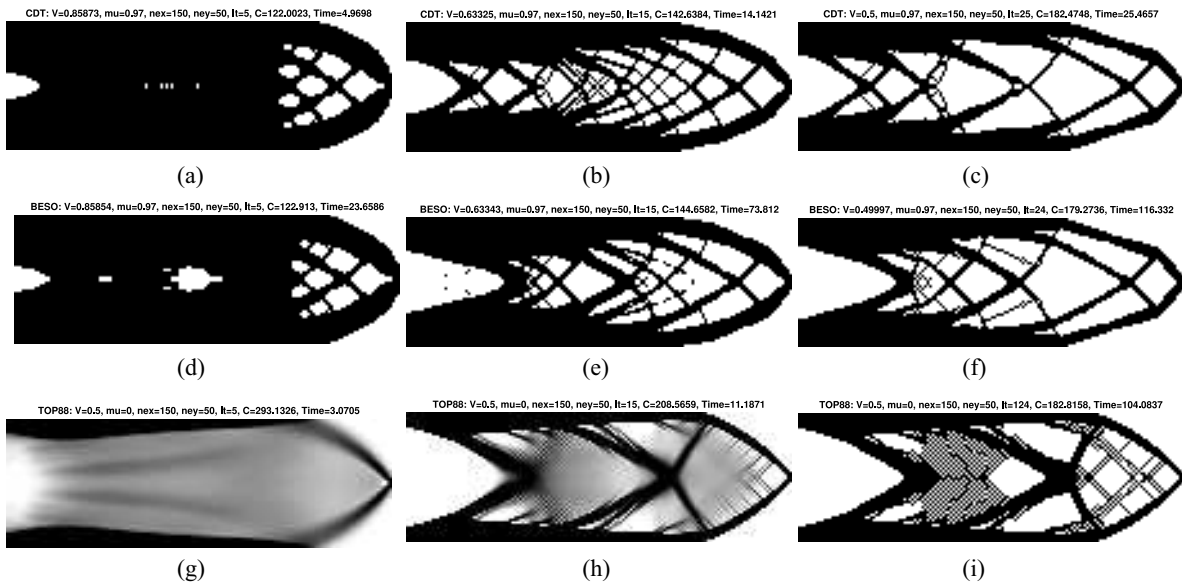 CDT: V=0.85873, mu=0.97, nex=150, ney=50, It=5, C=122.0023, Time=4.9698
CDT: V=0.63325, mu=0.97, nex=150, ney=50, It=15, C=142.6384, Time=14.1421
CDT: V=0.5, mu=0.97, nex=150, ney=50, It=25, C=182.4748, Time=25.4657
(a)
(b)
(c)
BESO: V=0.85854, mu=0.97, nex=150, ney=50, It=5, C=122.913, Time=23.6586
BESO: V=0.63343, mu=0.97, nex=150, ney=50, It=15, C=144.6582, Time=73.812
BESO: V=0.49997, mu=0.97, nex=150, ney=50, It=24, C=179.2736, Time=116.332
(d)
(e)
(f)
TOP88: V=0.5, mu=0, nex=150, ney=50, It=5, C=293.1326, Time=3.0705
TOP88: V=0.5, mu=0, nex=150, ney=50, It=15, C=208.5659, Time=11.1871
TOP88: V=0.5, mu=0, nex=150, ney=50, It=124, C=182.8158, Time=104.0837
(g)
(h)
(i)